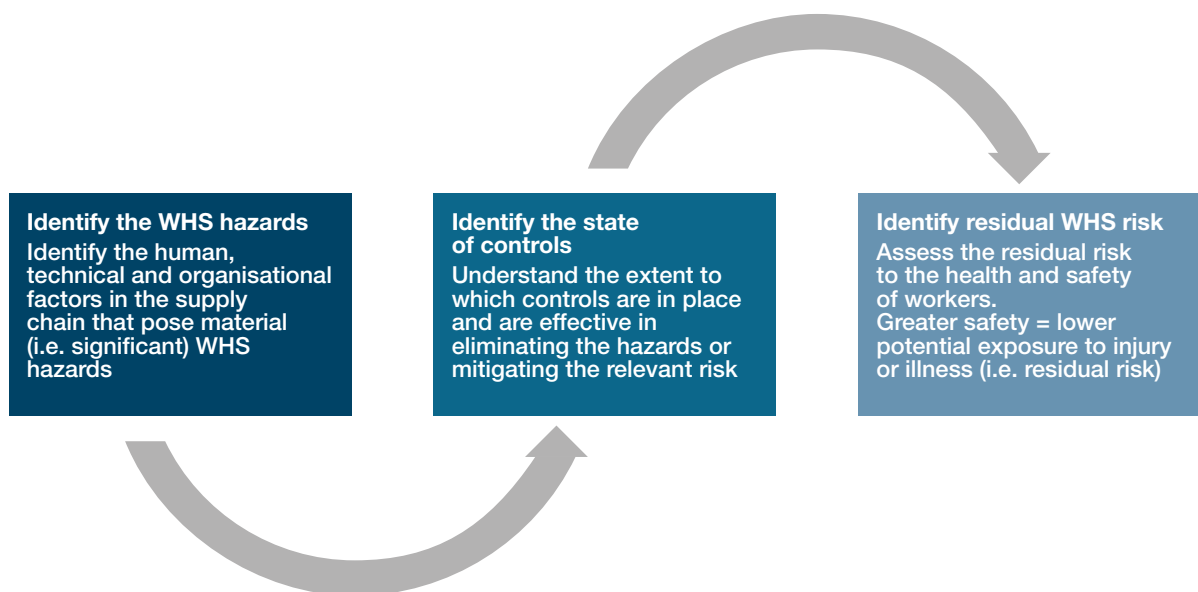 Identify the WHS hazards
Identify the human,
technical and organisational
factors in the supply
chain that pose material
(i.e. significant) WHS
hazards
Identify the state
of controls
Understand the extent to
which controls are in place
and are effective in
eliminating the hazards or
mitigating the relevant risk
Identify residual WHS risk
Assess the residual risk
to the health and safety
of workers.
Greater safety = lower
potential exposure to injury
or illness (i.e. residual risk)